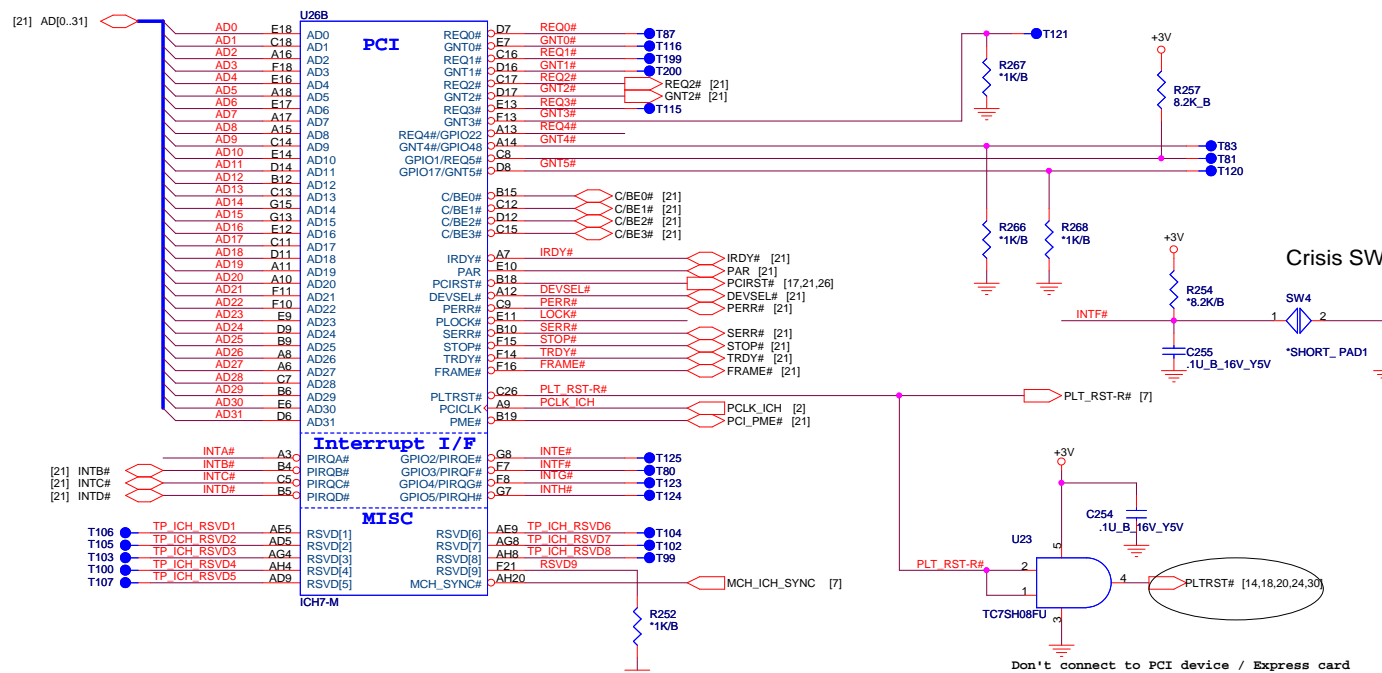 [21] AD[0..31]
U26B
PCI
AD0 E18 AD0
AD1 C18 AD1
AD2 A16 AD2
AD3 F18 AD3
AD4 E16 AD4
AD5 A18 AD5
AD6 E17 AD6
AD7 A17 AD7
AD8 A15 AD8
AD9 C14 AD9
AD10 E14 AD10
AD11 D14 AD11
AD12 B12 AD12
AD13 C13 AD13
AD14 G15 AD14
AD15 G13 AD15
AD16 E12 AD16
AD17 C11 AD17
AD18 D11 AD18
AD19 A11 AD19
AD20 A10 AD20
AD21 F11 AD21
AD22 F10 AD22
AD23 E9 AD23
AD24 D9 AD24
AD25 B9 AD25
AD26 A8 AD26
AD27 A6 AD27
AD28 C7 AD28
AD29 B6 AD29
AD30 E6 AD30
AD31 D6 AD31
REQ0# D7 REQ0# T87
GNT0# E7 GNT0# T116
REQ1# C16 REQ1# T199
GNT1# D16 GNT1# T200
REQ2# C17 REQ2# REQ2# [21]
GNT2# D17 GNT2# GNT2# [21]
REQ3# E13 REQ3# T115
GNT3# F13 GNT3# T121
REQ4#/GPIO22 A13 REQ4#
GNT4#/GPIO48 A14 GNT4# T83
GPIO1/REQ5# C8 T81
GPIO17/GNT5# D8 GNT5# T120
C/BE0# B15 C/BE0# [21]
C/BE1# C12 C/BE1# [21]
C/BE2# D12 C/BE2# [21]
C/BE3# C15 C/BE3# [21]
IRDY# A7 IRDY# IRDY# [21]
PAR E10 PAR [21]
PCIRST# B18 PCIRST# [17,21,26]
DEVSEL# A12 DEVSEL# DEVSEL# [21]
PERR# C9 PERR# PERR# [21]
PLOCK# E11 LOCK#
SERR# B10 SERR# SERR# [21]
STOP# F15 STOP# STOP# [21]
TRDY# F14 TRDY# TRDY# [21]
FRAME# F16 FRAME# FRAME# [21]
PLTRST# C26 PLT_RST-R# PLT_RST-R# [7]
PCICLK A9 PCLK_ICH PCLK_ICH [2]
PME# B19 PCI_PME# [21]
Interrupt I/F
INTA# A3 PIRQA#
[21] INTB# INTB# B4 PIRQB#
[21] INTC# INTC# C5 PIRQC#
[21] INTD# INTD# B5 PIRQD#
GPIO2/PIRQE# G8 INTE# T125
GPIO3/PIRQF# F7 INTF# T80
GPIO4/PIRQG# F8 INTG# T123
GPIO5/PIRQH# G7 INTH# T124
MISC
T106 TP_ICH_RSVD1 AE5 RSVD[1]
T105 TP_ICH_RSVD2 AD5 RSVD[2]
T103 TP_ICH_RSVD3 AG4 RSVD[3]
T100 TP_ICH_RSVD4 AH4 RSVD[4]
T107 TP_ICH_RSVD5 AD9 RSVD[5]
RSVD[6] AE9 TP_ICH_RSVD6 T104
RSVD[7] AG8 TP_ICH_RSVD7 T102
RSVD[8] AH8 TP_ICH_RSVD8 T99
RSVD[9] F21 RSVD9
MCH_SYNC# AH20 MCH_ICH_SYNC [7]
ICH7-M
R252
*1K/B
R267
*1K/B
+3V
R257
8.2K_B
R266
*1K/B
R268
*1K/B
+3V
Crisis SW
R254
*8.2K/B
INTF#
SW4
1 2
*SHORT_ PAD1
C255
.1U_B_16V_Y5V
+3V
C254
.1U_B_16V_Y5V
U23
5
PLT_RST-R# 2
1
4
PLTRST# [14,18,20,24,30]
TC7SH08FU
3
Don't connect to PCI device / Express card